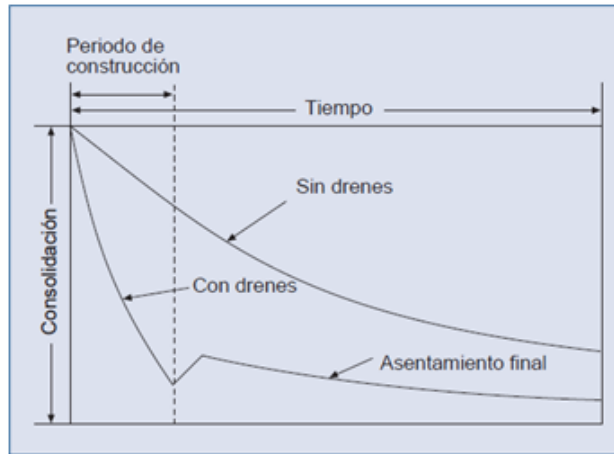 Periodo de
construcción
Tiempo
Sin drenes
Con drenes
Asentamiento final
Consolidación